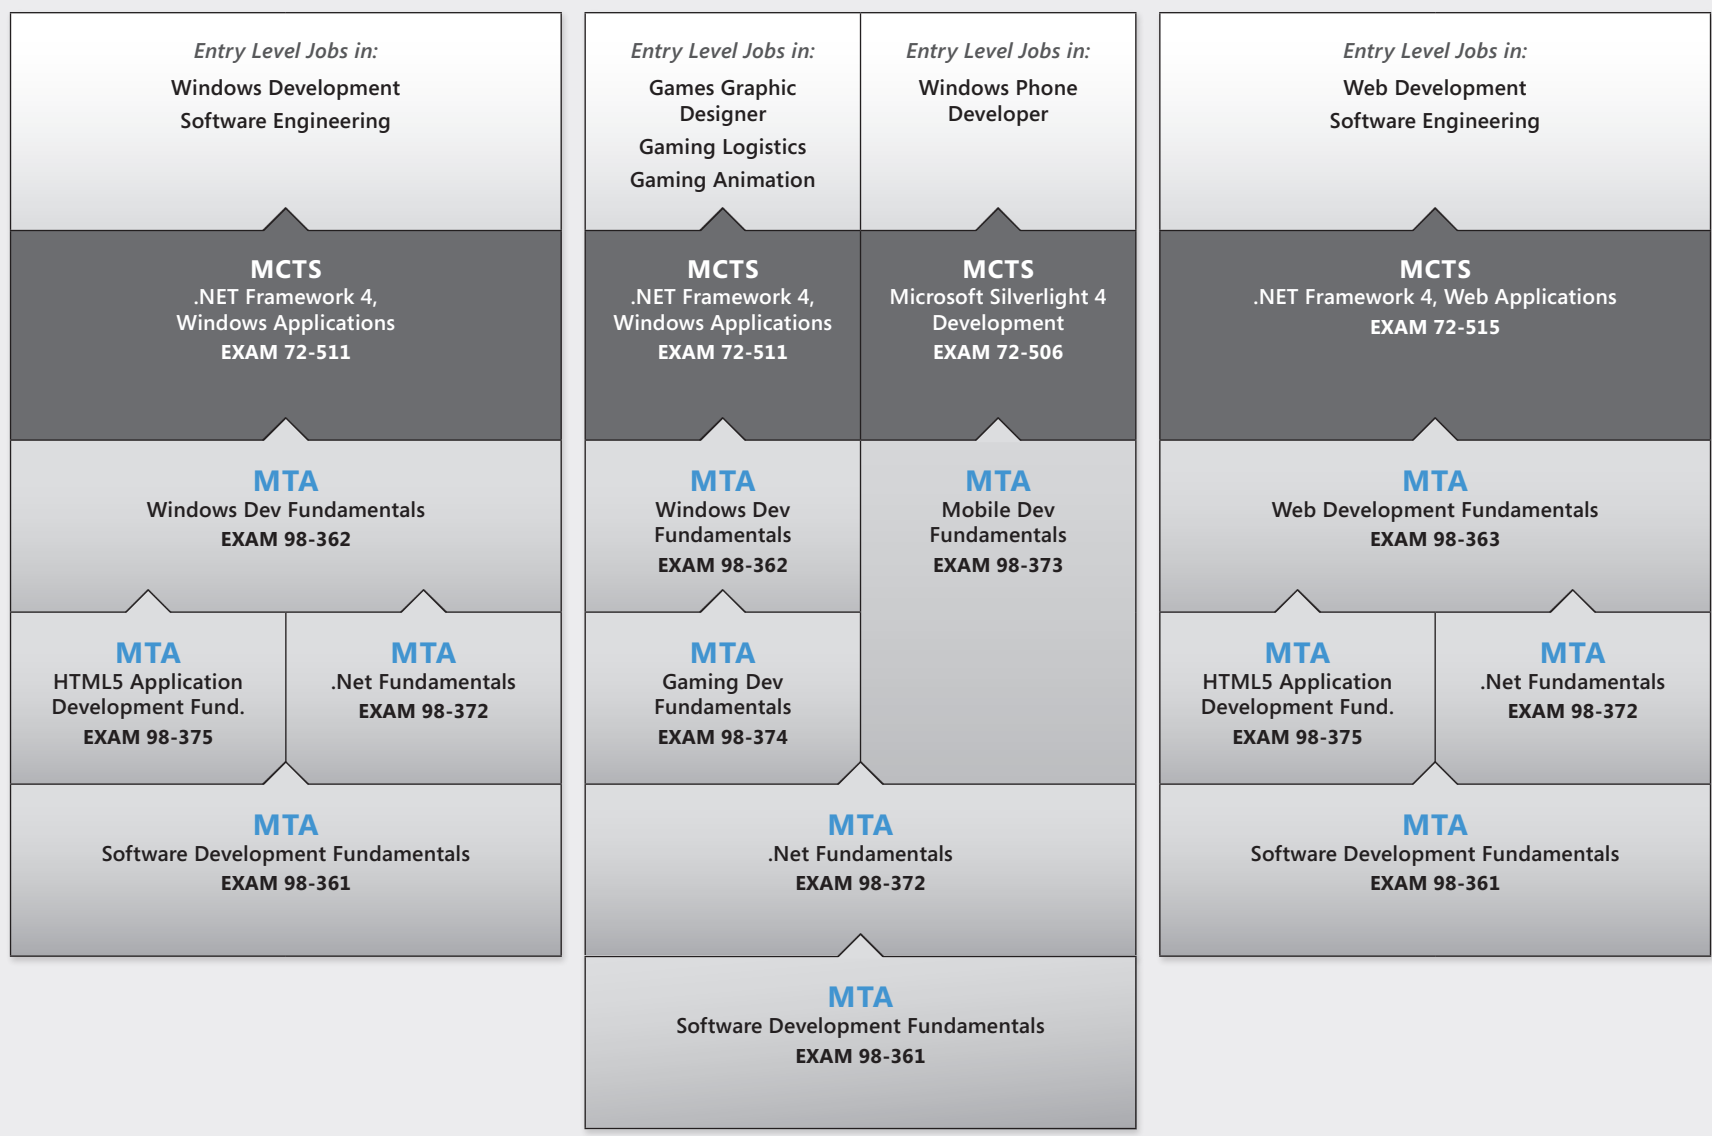 Entry Level Jobs in:
Windows Development
Software Engineering
MCTS
.NET Framework 4,
Windows Applications
EXAM 72-511
MTA
Windows Dev Fundamentals
EXAM 98-362
MTA
HTML5 Application
Development Fund.
EXAM 98-375
MTA
.Net Fundamentals
EXAM 98-372
MTA
Software Development Fundamentals
EXAM 98-361
Entry Level Jobs in:
Games Graphic
Designer
Gaming Logistics
Gaming Animation
MCTS
.NET Framework 4,
Windows Applications
EXAM 72-511
MTA
Windows Dev
Fundamentals
EXAM 98-362
MTA
Gaming Dev
Fundamentals
EXAM 98-374
Entry Level Jobs in:
Windows Phone
Developer
MCTS
Microsoft Silverlight 4
Development
EXAM 72-506
MTA
Mobile Dev
Fundamentals
EXAM 98-373
MTA
.Net Fundamentals
EXAM 98-372
MTA
Software Development Fundamentals
EXAM 98-361
Entry Level Jobs in:
Web Development
Software Engineering
MCTS
.NET Framework 4, Web Applications
EXAM 72-515
MTA
Web Development Fundamentals
EXAM 98-363
MTA
HTML5 Application
Development Fund.
EXAM 98-375
MTA
.Net Fundamentals
EXAM 98-372
MTA
Software Development Fundamentals
EXAM 98-361